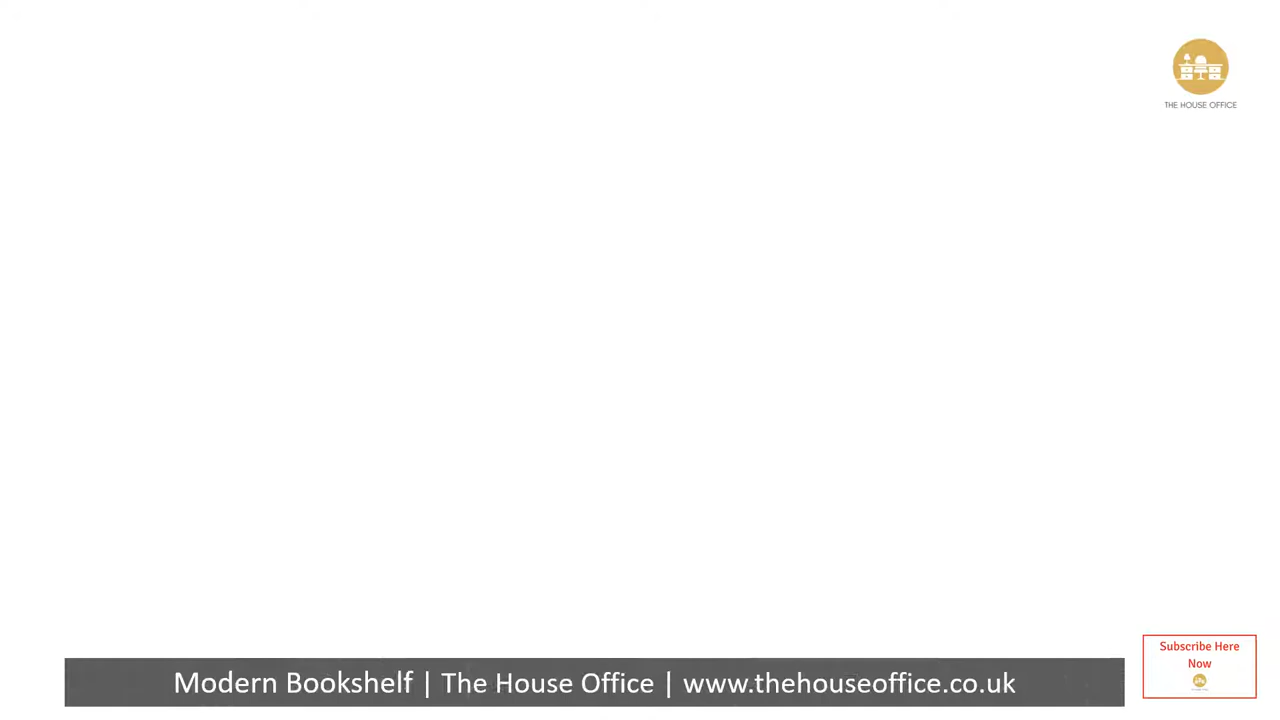 THE HOUSE OFFICE
Modern Bookshelf | The House Office | www.thehouseoffice.co.uk
Subscribe Here
Now